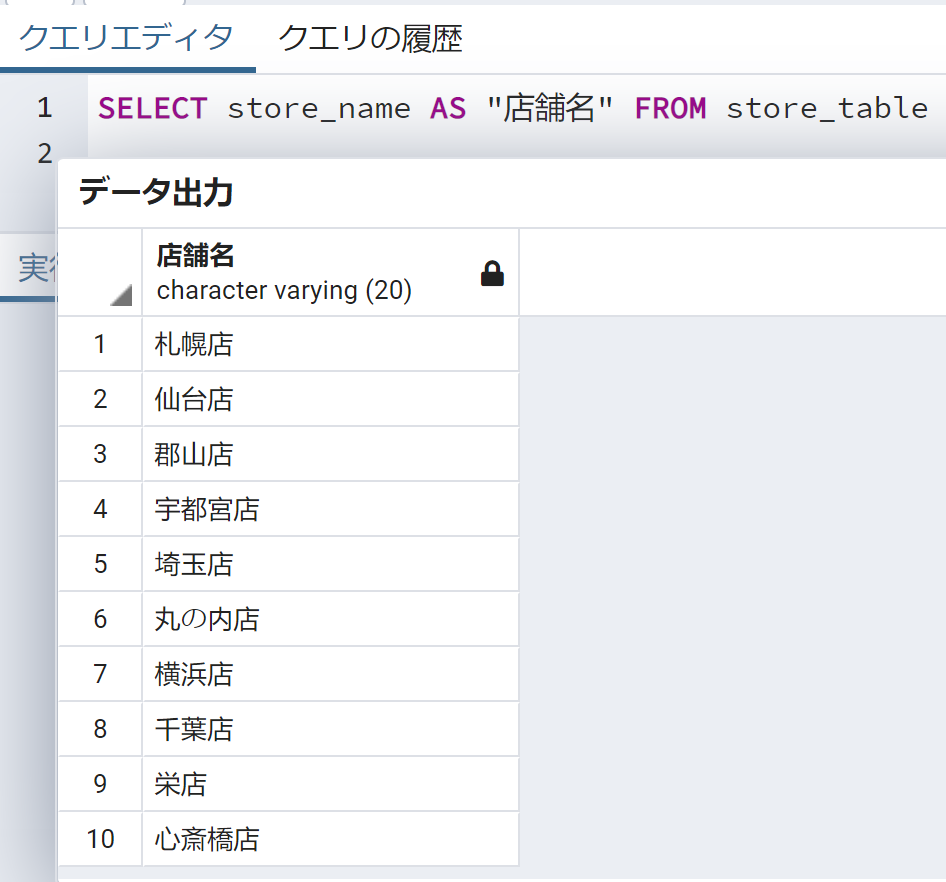 クエリエディタ クエリの履歴
1 SELECT store_name AS "店舗名" FROM store_table
2
データ出力
実行
店舗名
character varying (20)
1 札幌店
2 仙台店
3 郡山店
4 宇都宮店
5 埼玉店
6 丸の内店
7 横浜店
8 千葉店
9 栄店
10 心斎橋店